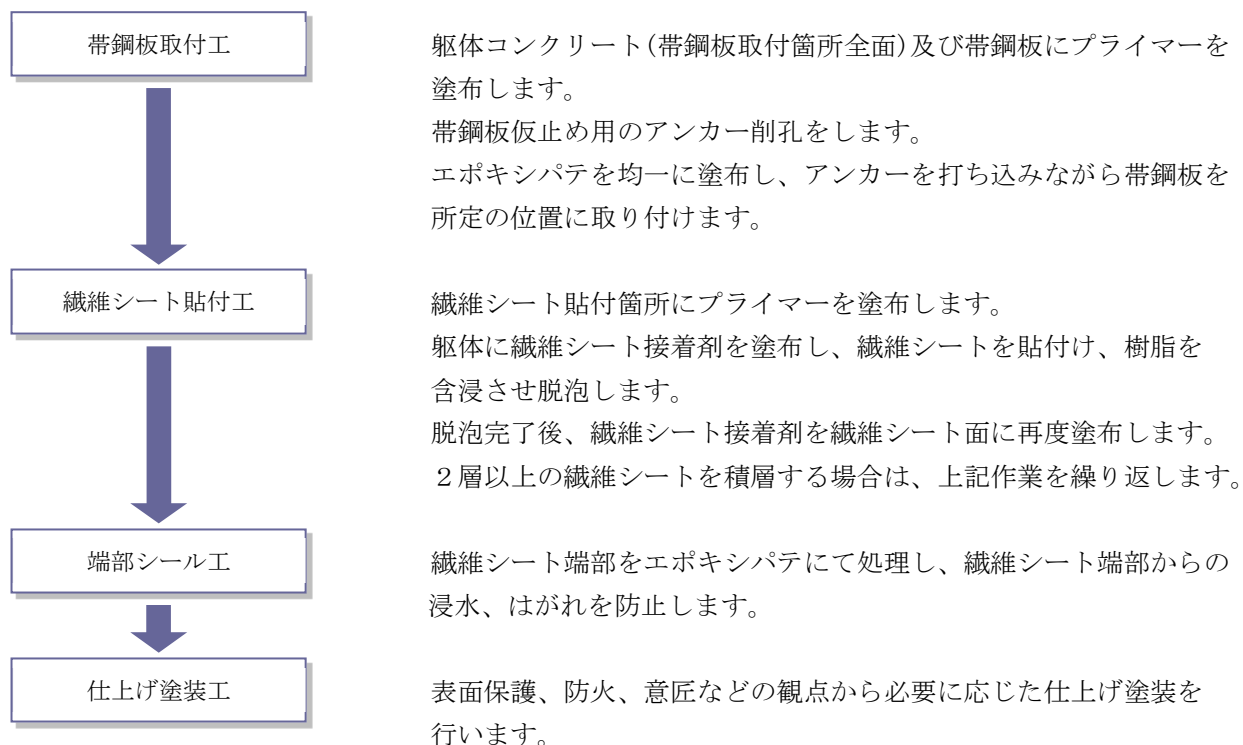 帯鋼板取付工
躯体コンクリート(帯鋼板取付箇所全面)及び帯鋼板にプライマーを
塗布します。
帯鋼板仮止め用のアンカー削孔をします。
エポキシパテを均一に塗布し、アンカーを打ち込みながら帯鋼板を
所定の位置に取り付けます。
繊維シート貼付工
繊維シート貼付箇所にプライマーを塗布します。
躯体に繊維シート接着剤を塗布し、繊維シートを貼付け、樹脂を
含浸させ脱泡します。
脱泡完了後、繊維シート接着剤を繊維シート面に再度塗布します。
２層以上の繊維シートを積層する場合は、上記作業を繰り返します。
端部シール工
繊維シート端部をエポキシパテにて処理し、繊維シート端部からの
浸水、はがれを防止します。
仕上げ塗装工
表面保護、防火、意匠などの観点から必要に応じた仕上げ塗装を
行います。